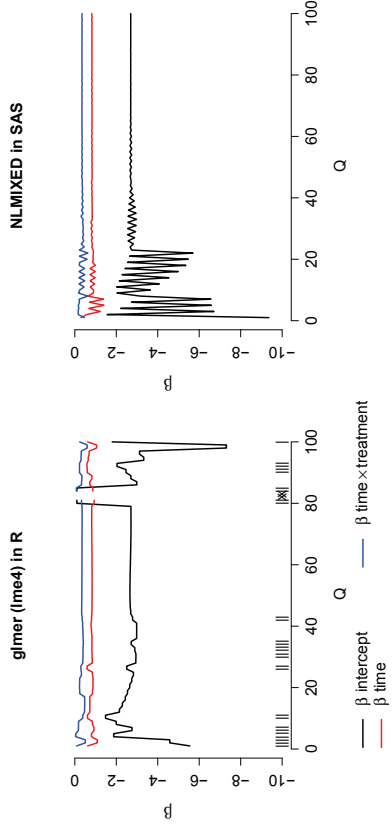 glmer (lme4) in R
β
0
−2
−4
−6
−8
−10
0
20
40
60
80
100
Q
NLMIXED in SAS
β
0
−2
−4
−6
−8
−10
0
20
40
60
80
100
Q
β intercept
β time
β time×treatment